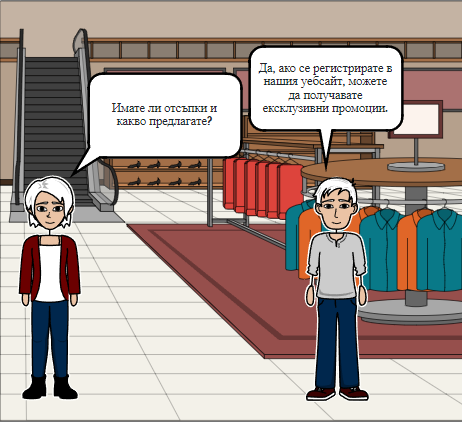 Имате ли отсъпки и
какво предлагате?
Да, ако се регистрирате в
нашия уебсайт, можете
да получавате
ексклузивни промоции.